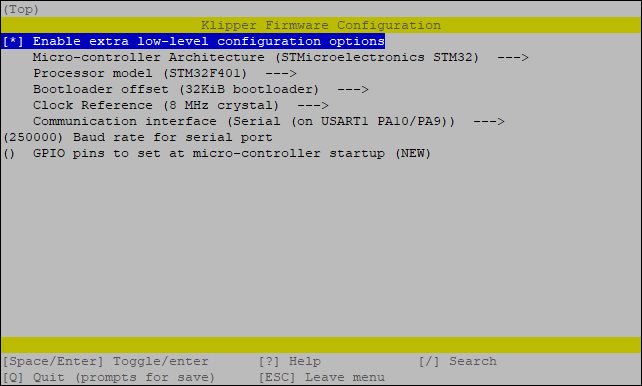 (Top)
Klipper Firmware Configuration
[*] Enable extra low-level configuration options
Micro-controller Architecture (STMicroelectronics STM32)  --->
Processor model (STM32F401)  --->
Bootloader offset (32KiB bootloader)  --->
Clock Reference (8 MHz crystal)  --->
Communication interface (Serial (on USART1 PA10/PA9))  --->
(250000) Baud rate for serial port
()  GPIO pins to set at micro-controller startup (NEW)
[Space/Enter] Toggle/enter     [?] Help     [/] Search
[Q] Quit (prompts for save)     [ESC] Leave menu